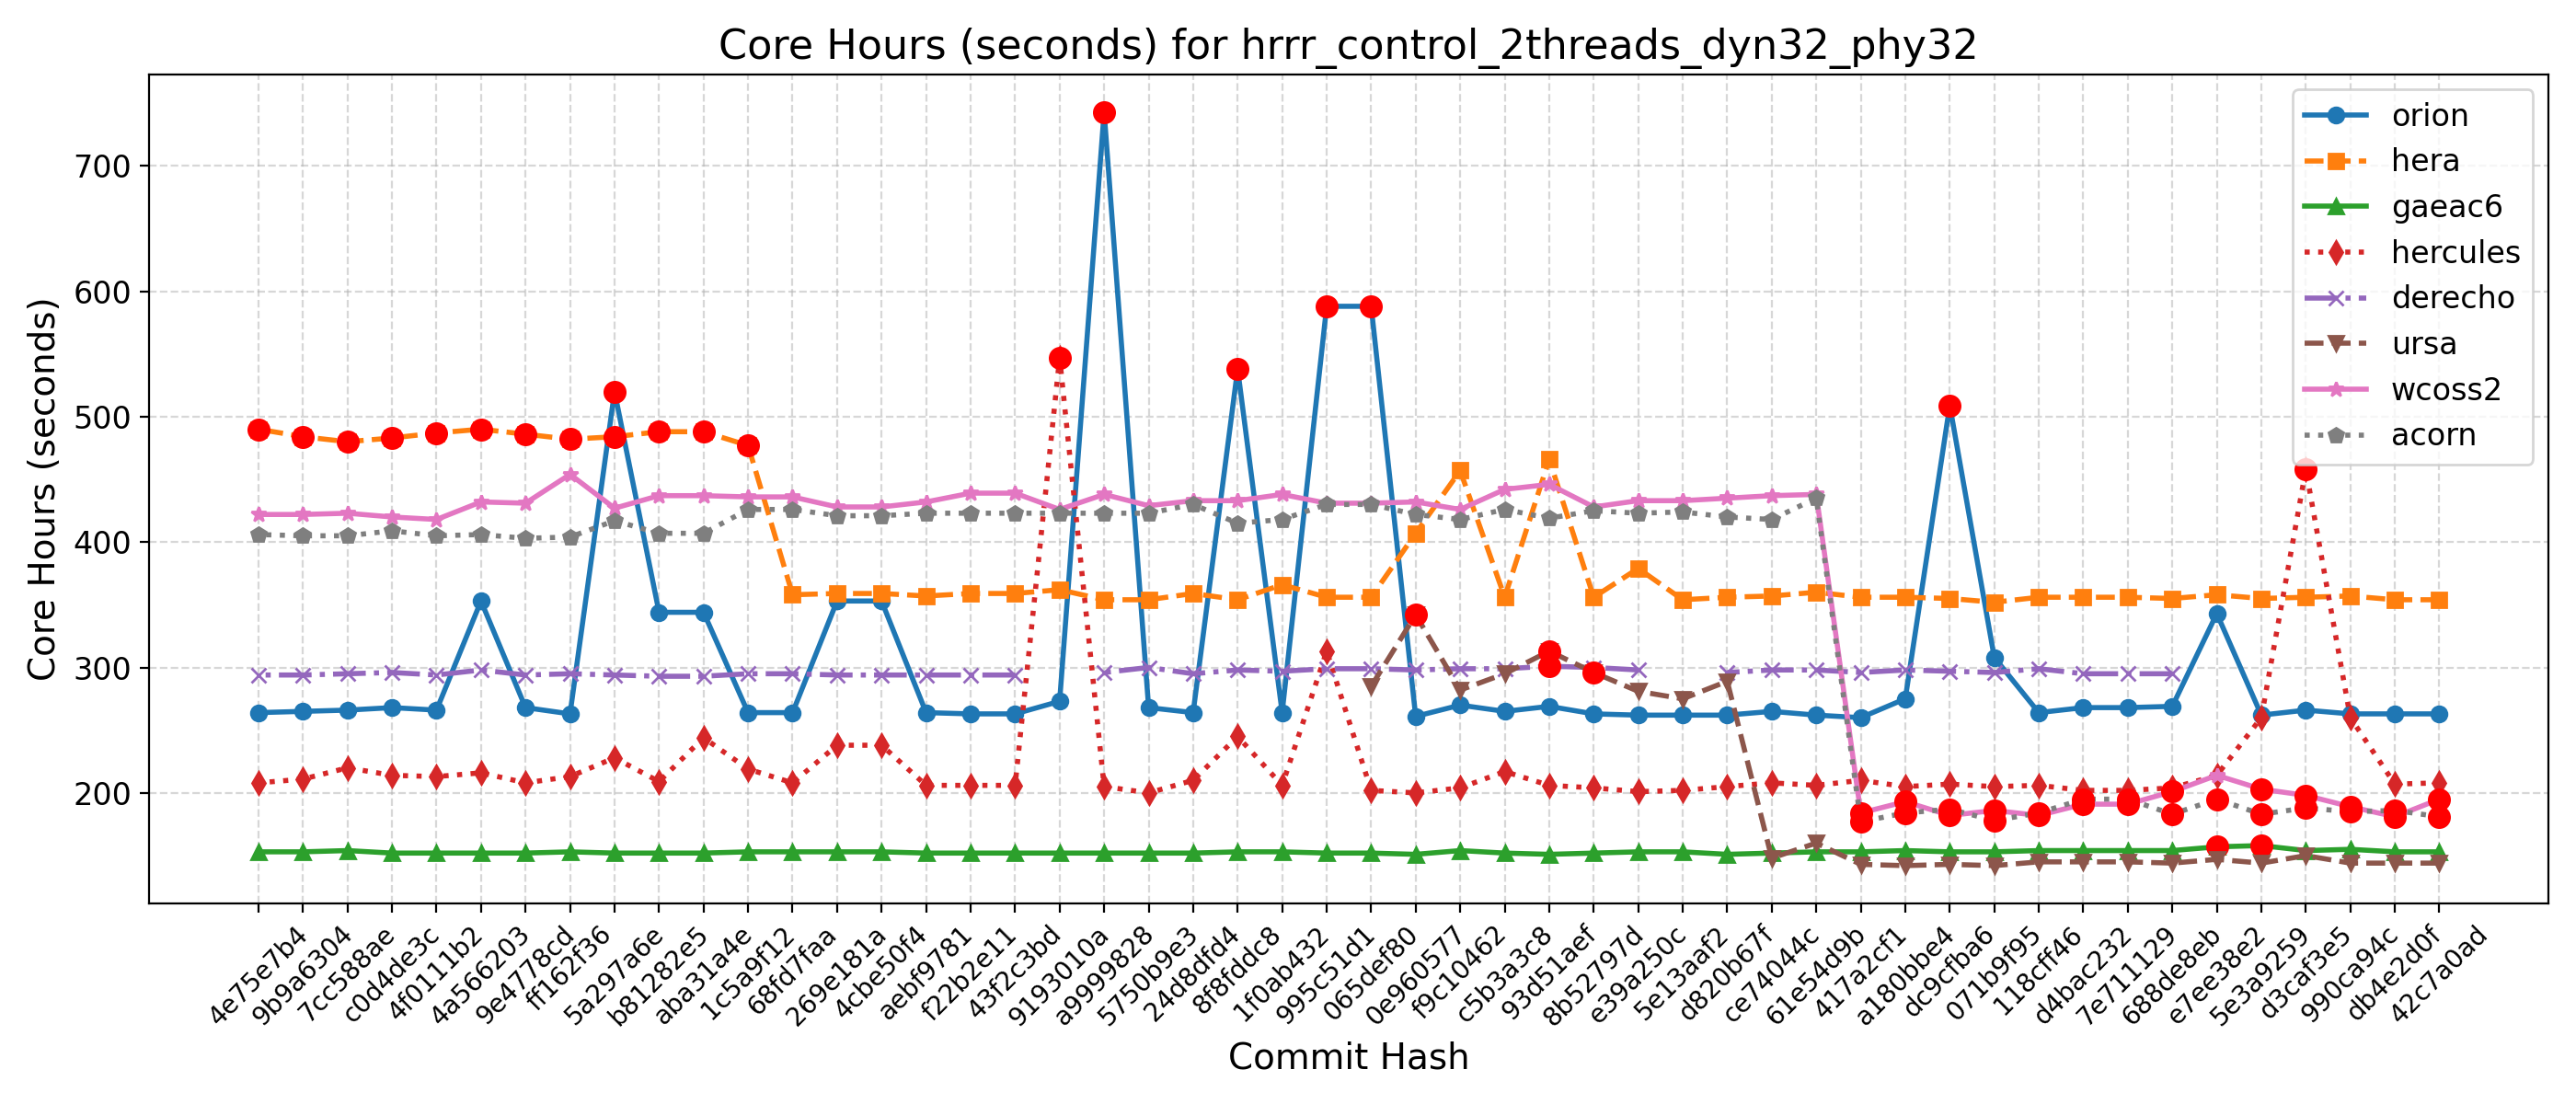 Core Hours (seconds) for hrrr_control_2threads_dyn32_phy32
Core Hours (seconds)
700
600
500
400
300
200
orion
hera
gaeac6
hercules
derecho
ursa
wcoss2
acorn
4e75e7b4
9b9a6304
7cc588ae
c0d4de3c
4f0111b2
4a566203
9e4778cd
ff162f36
5a297a6e
b81282e5
aba31a4e
1c5a9f12
68fd7faa
269e181a
4cbe50f4
aebf9781
f22b2e11
43f2c3bd
9193010a
a9999828
5750b9e3
24d8dfd4
8f8fddc8
1f0ab432
995c51d1
065def80
0e960577
f9c10462
c5b3a3c8
93d51aef
8b52797d
e39a250c
5e13aaf2
d820b67f
ce74044c
61e54d9b
417a2cf1
a180bbe4
dc9cfba6
071b9f95
118cff46
d4bac232
7e711129
688de8eb
e7ee38e2
5e3a9259
d3caf3e5
990ca94c
db4e2d0f
42c7a0ad
Commit Hash